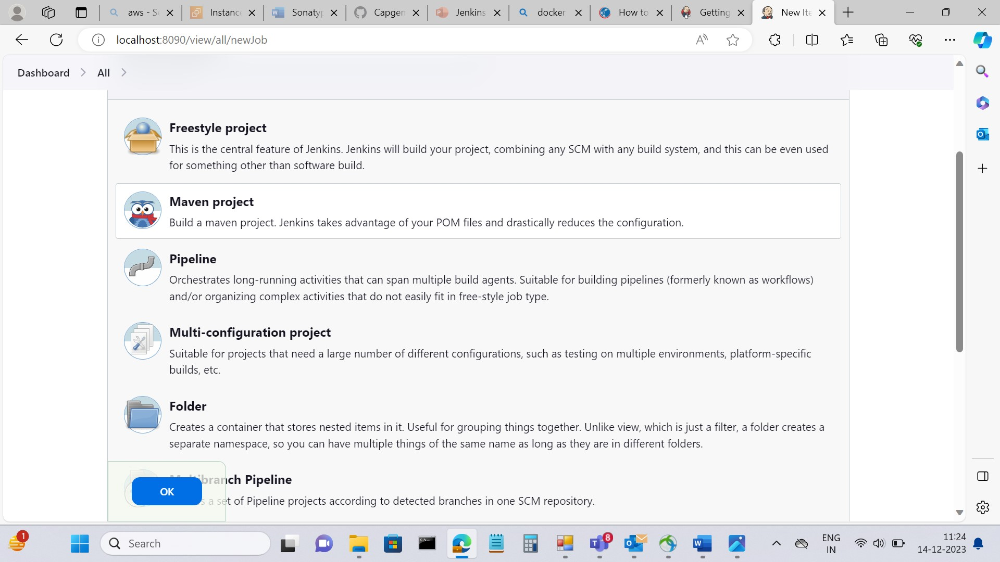 aws - S
Instance
Sonatyp
Capgen
Jenkins
docker
How to
Getting
New Ite
localhost:8090/view/all/newJob
Dashboard
All
Freestyle project
This is the central feature of Jenkins. Jenkins will build your project, combining any SCM with any build system, and this can be even used
for something other than software build.
Maven project
Build a maven project. Jenkins takes advantage of your POM files and drastically reduces the configuration.
Pipeline
Orchestrates long-running activities that can span multiple build agents. Suitable for building pipelines (formerly known as workflows)
and/or organizing complex activities that do not easily fit in free-style job type.
Multi-configuration project
Suitable for projects that need a large number of different configurations, such as testing on multiple environments, platform-specific
builds, etc.
Folder
Creates a container that stores nested items in it. Useful for grouping things together. Unlike view, which is just a filter, a folder creates a
separate namespace, so you can have multiple things of the same name as long as they are in different folders.
Multibranch Pipeline
OK
s a set of Pipeline projects according to detected branches in one SCM repository.
1
Search
8
ENG
IN
11:24
14-12-2023